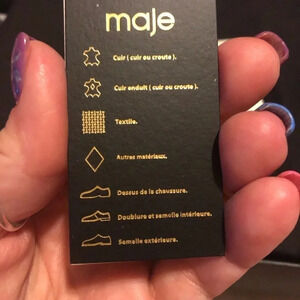 maje
Cuir ( cuir ou croute ).
Cuir enduit ( cuir ou croute ).
Textile.
Autres matériaux.
Dessus de la chaussure.
Doublure et semelle intérieure.
Semelle extérieure.